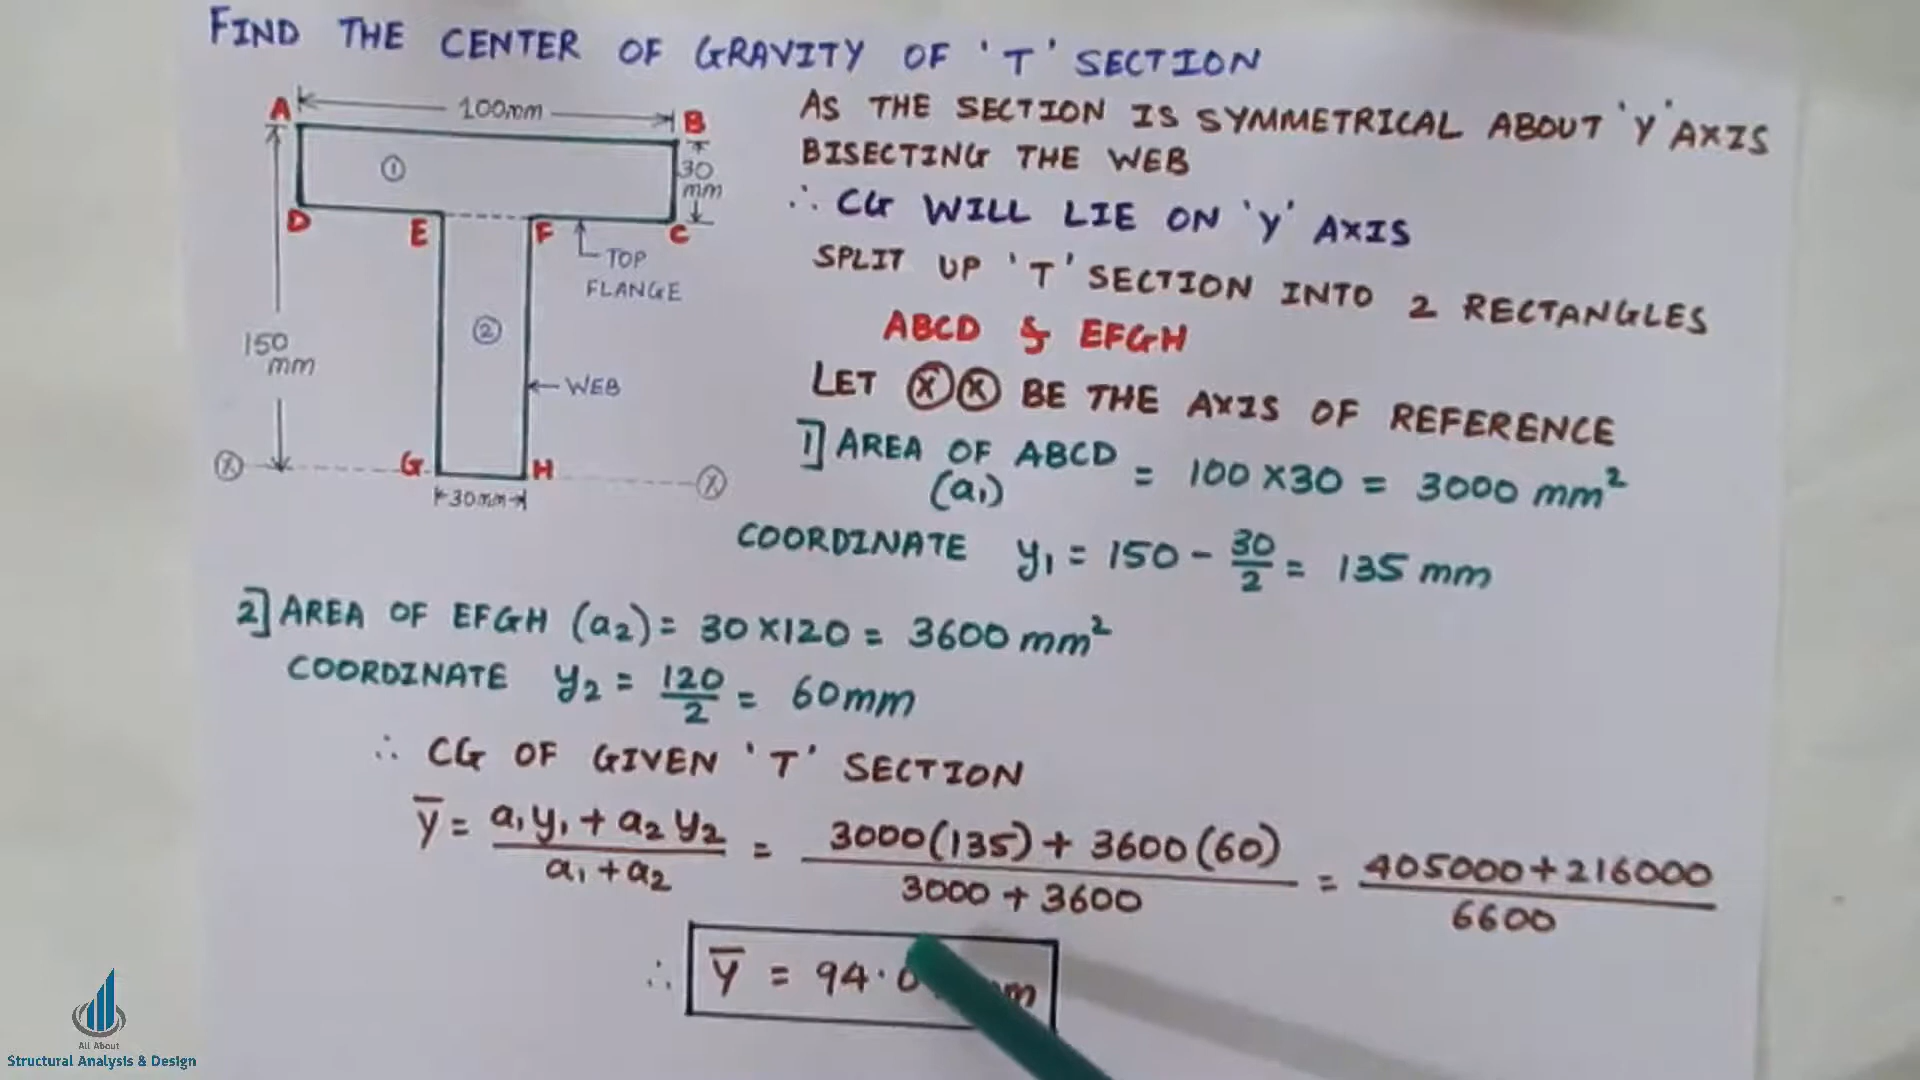 FIND THE CENTER OF GRAVITY OF 'T' SECTION
A 100mm B
30 mm
①
D E F C
TOP FLANGE
②
150 mm
WEB
X G H X
30mm
AS THE SECTION IS SYMMETRICAL ABOUT 'Y' AXIS
BISECTING THE WEB
∴ CG WILL LIE ON 'Y' AXIS
SPLIT UP 'T' SECTION INTO 2 RECTANGLES
ABCD & EFGH
LET Ⓧ Ⓧ BE THE AXIS OF REFERENCE
1] AREA OF ABCD (a₁) = 100 × 30 = 3000 mm²
COORDINATE y₁ = 150 - 30/2 = 135 mm
2] AREA OF EFGH (a₂) = 30 × 120 = 3600 mm²
COORDINATE y₂ = 120/2 = 60mm
∴ CG OF GIVEN 'T' SECTION
ȳ = (a₁y₁ + a₂y₂)/(a₁ + a₂) = (3000(135) + 3600(60))/(3000 + 3600) = (405000 + 216000)/6600
∴ ȳ = 94.0
All About
Structural Analysis & Design